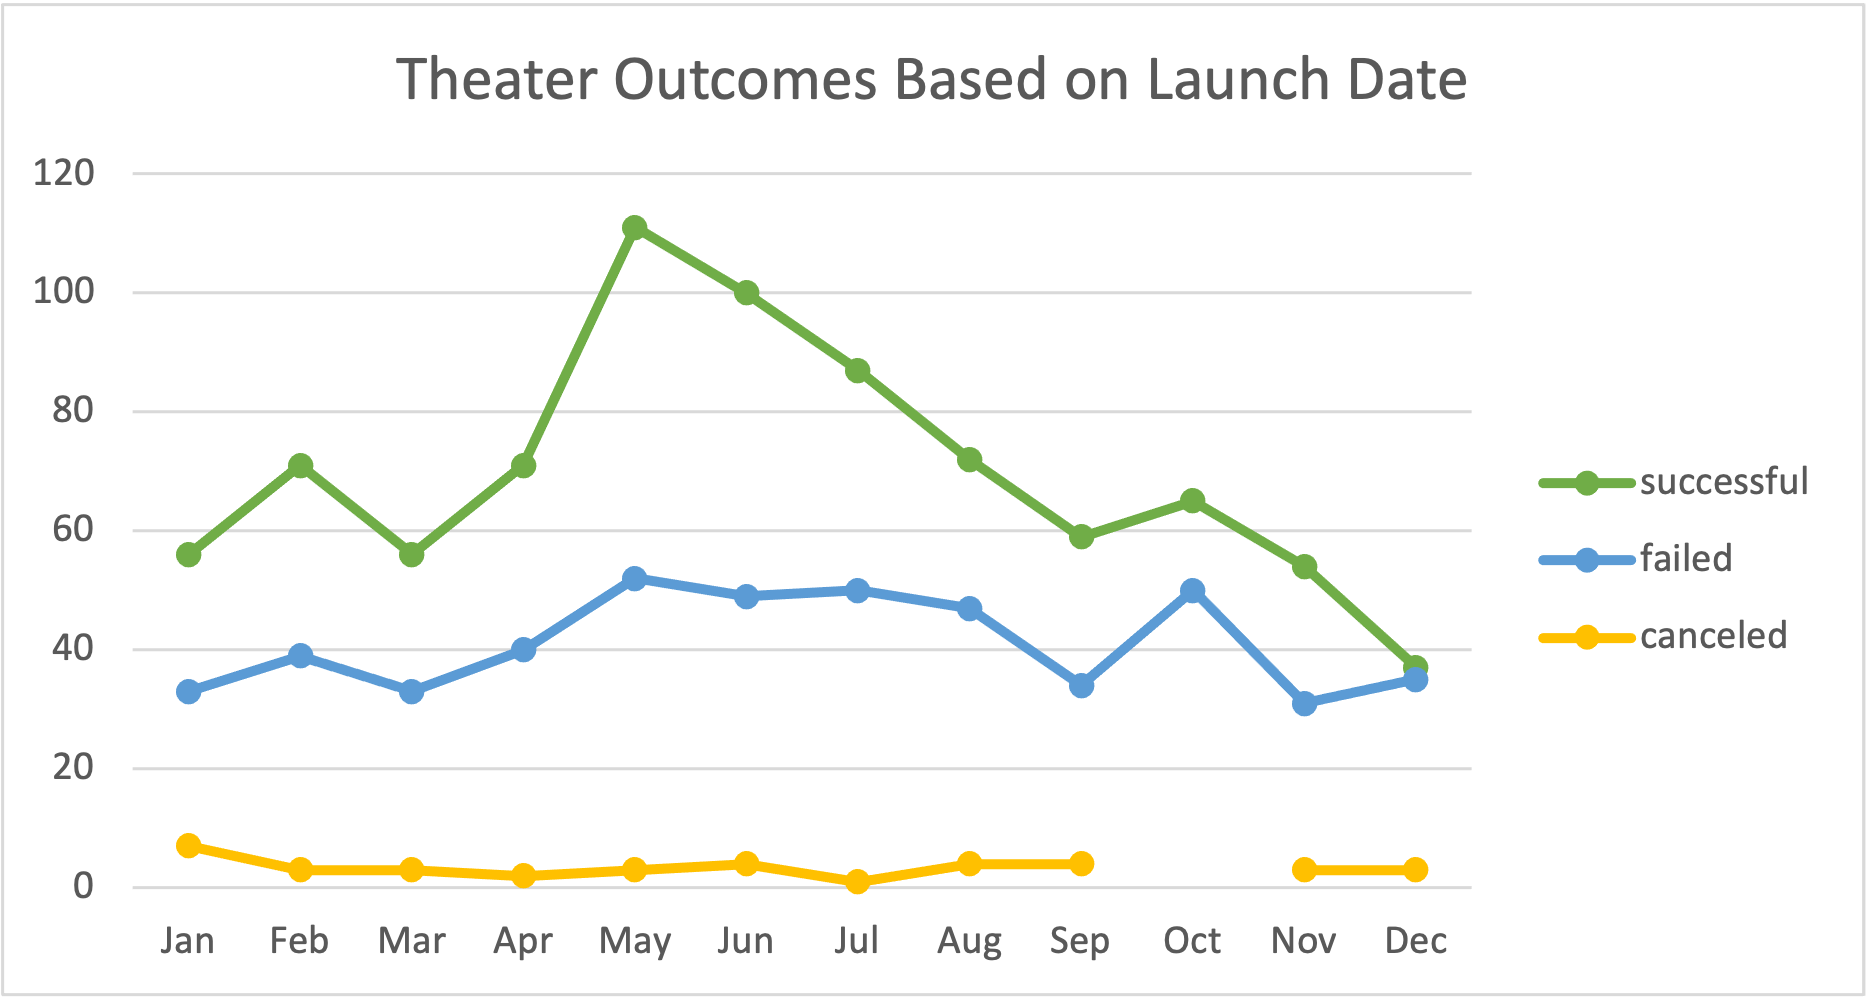 Theater Outcomes Based on Launch Date
120
100
80
60
40
20
0
Jan Feb Mar Apr May Jun Jul Aug Sep Oct Nov Dec
successful
failed
canceled